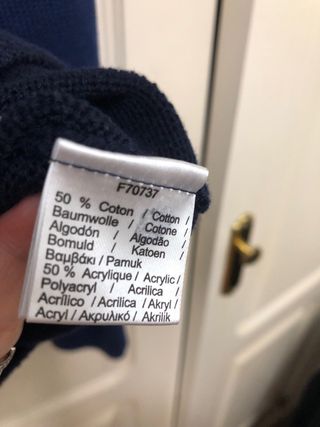 F70737
50 % Coton / Cotton /
Baumwolle / Cotone
Algodón / Algodão /
Bomuld / Katoen /
Βαμβάκι / Pamuk
50 % Acrylique / Acrylic /
Polyacryl / Acrilica /
Acrílico / Acrilica / Akryl /
Acryl / Ακρυλικό / Akrilik